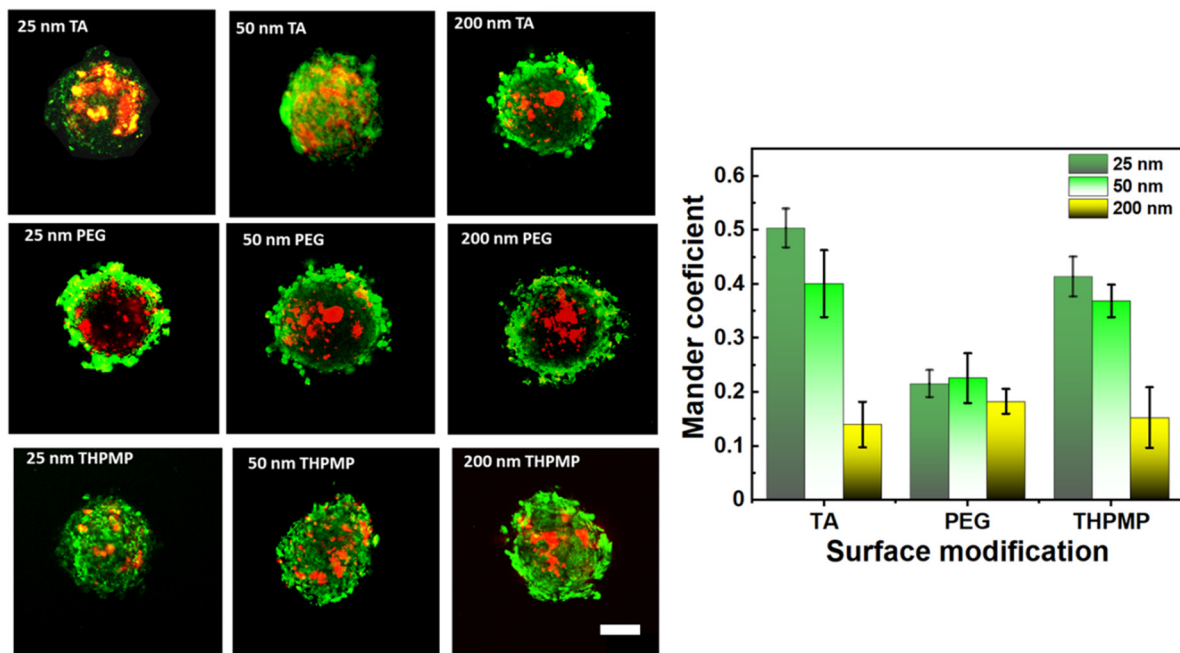 25 nm TA
50 nm TA
200 nm TA
25 nm PEG
50 nm PEG
200 nm PEG
25 nm THPMP
50 nm THPMP
200 nm THPMP
Mander coeficient
0.6
0.5
0.4
0.3
0.2
0.1
0
25 nm
50 nm
200 nm
TA
PEG
THPMP
Surface modification